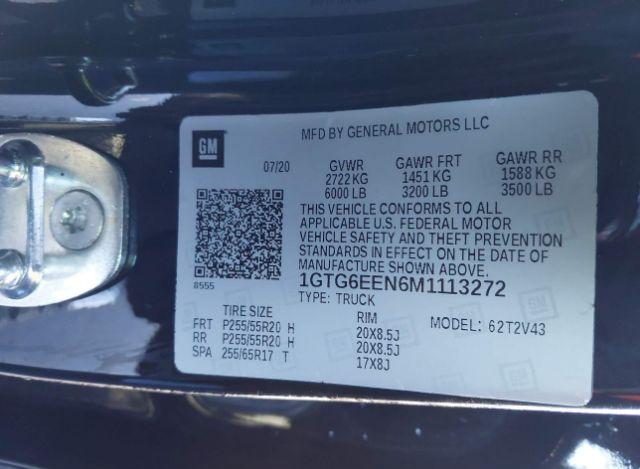 GM
MFD BY GENERAL MOTORS LLC
07/20 GVWR GAWR FRT GAWR RR
2722 KG 1451 KG 1588 KG
6000 LB 3200 LB 3500 LB
THIS VEHICLE CONFORMS TO ALL
APPLICABLE U.S. FEDERAL MOTOR
VEHICLE SAFETY AND THEFT PREVENTION
STANDARDS IN EFFECT ON THE DATE OF
MANUFACTURE SHOWN ABOVE.
8555
1GTG6EEN6M1113272
TYPE: TRUCK
TIRE SIZE RIM MODEL: 62T2V43
FRT P255/55R20 H 20X8.5J
RR P255/55R20 H 20X8.5J
SPA 255/65R17 T 17X8J